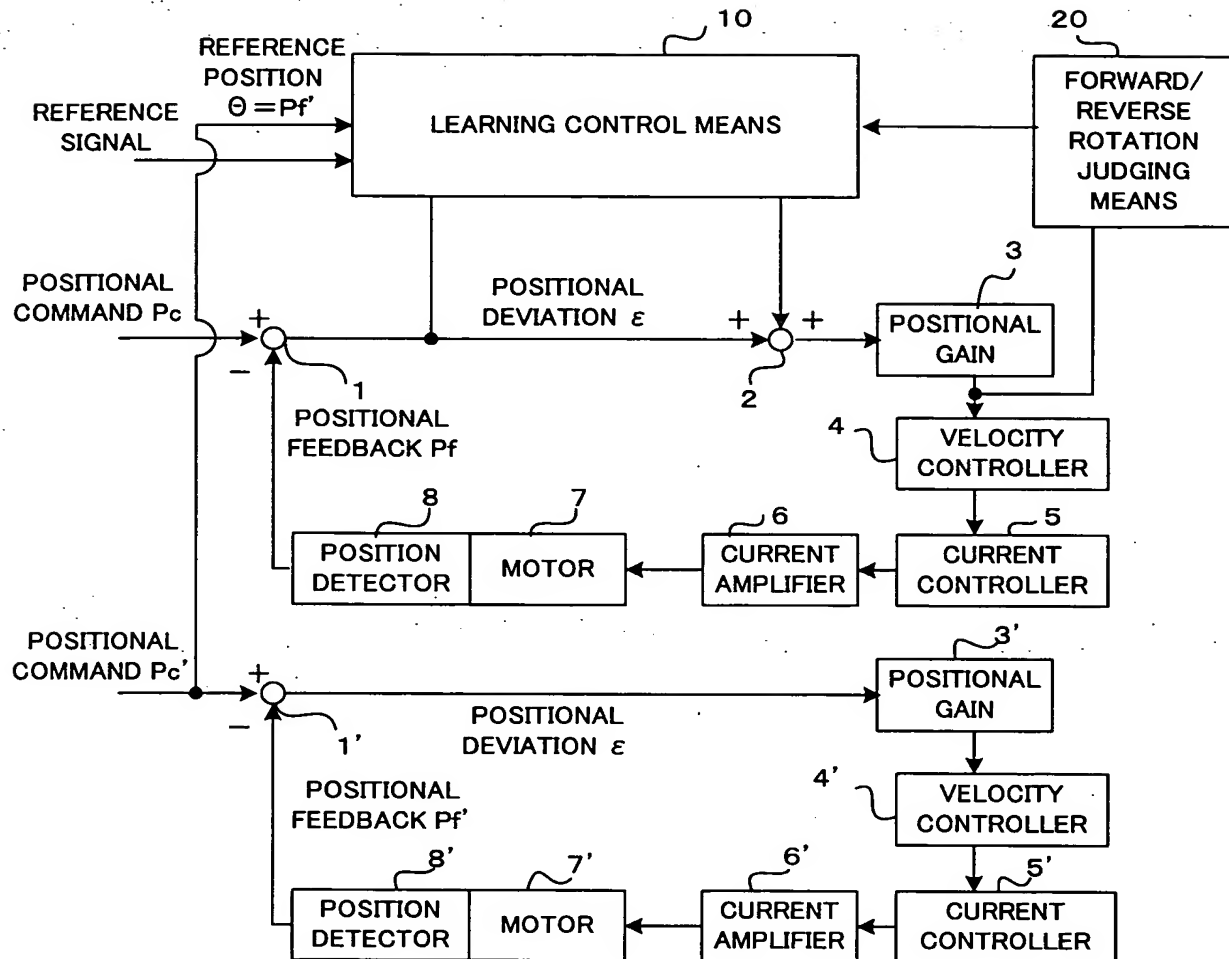 10
20
REFERENCE
POSITION
Θ=Pf'
REFERENCE
SIGNAL
LEARNING CONTROL MEANS
FORWARD/
REVERSE
ROTATION
JUDGING
MEANS
POSITIONAL
COMMAND Pc
+
−
1
POSITIONAL
DEVIATION ε
+
+
2
3
POSITIONAL
GAIN
POSITIONAL
FEEDBACK Pf
4
VELOCITY
CONTROLLER
8
POSITION
DETECTOR
7
MOTOR
6
CURRENT
AMPLIFIER
5
CURRENT
CONTROLLER
POSITIONAL
COMMAND Pc'
+
−
1'
POSITIONAL
DEVIATION ε
3'
POSITIONAL
GAIN
POSITIONAL
FEEDBACK Pf'
4'
VELOCITY
CONTROLLER
8'
POSITION
DETECTOR
7'
MOTOR
6'
CURRENT
AMPLIFIER
5'
CURRENT
CONTROLLER